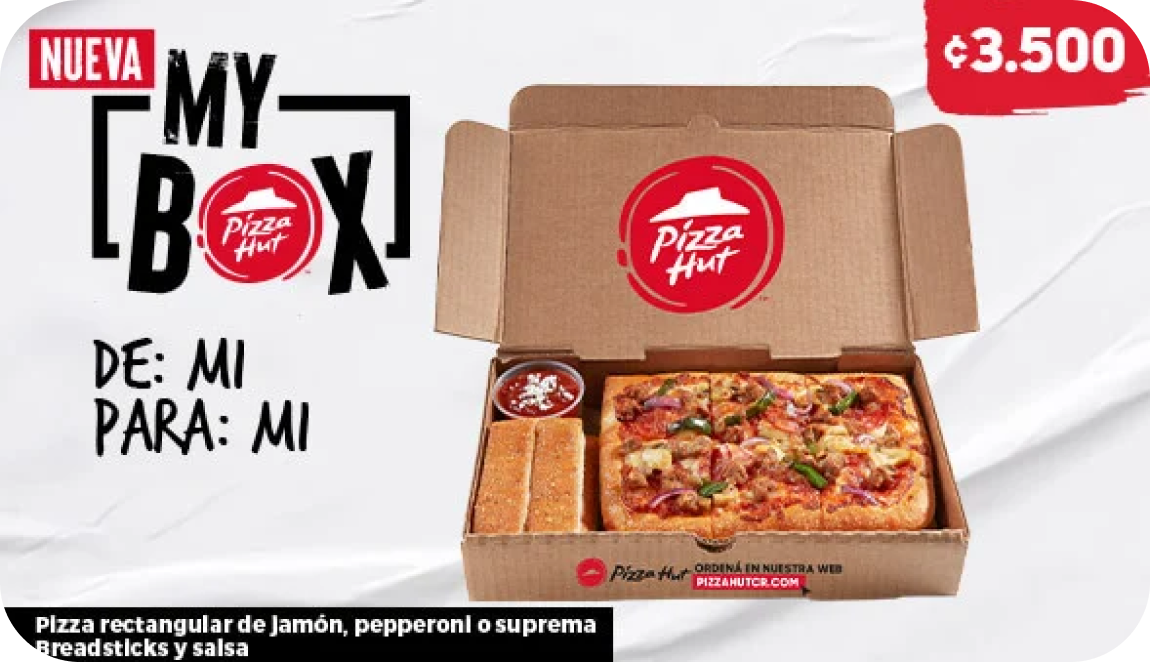 NUEVA
MY
BOX
Pizza
Hut
¢3.500
Pizza
Hut
DE: MI
PARA: MI
Pizza Hut
ORDENÁ EN NUESTRA WEB
PIZZAHUTCR.COM
Pizza rectangular de jamón, pepperoni o suprema
Breadsticks y salsa